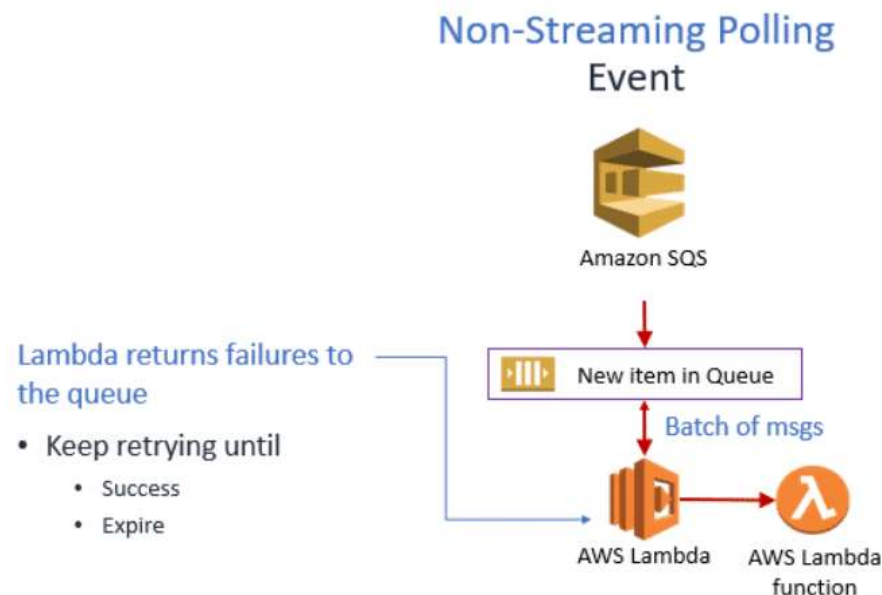 Non-Streaming Polling
Event
Amazon SQS
Lambda returns failures to
the queue
• Keep retrying until
• Success
• Expire
New item in Queue
Batch of msgs
AWS Lambda
AWS Lambda
function